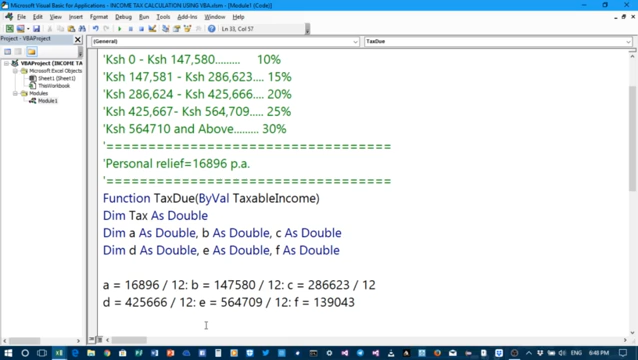 Microsoft Visual Basic for Applications - INCOME TAX CALCULATION USING VBA.xlsm - [Module1 (Code)]
File Edit View Insert Format Debug Run Tools Add-Ins Window Help
Ln 33, Col 57
Project - VBAProject
(General)
TaxDue
VBAProject (INCOME TA
Microsoft Excel Objects
Sheet1 (Sheet1)
ThisWorkbook
Modules
Module1
'Ksh 0 - Ksh 147,580......... 10%
'Ksh 147,581 - Ksh 286,623.... 15%
'Ksh 286,624 - Ksh 425,666.... 20%
'Ksh 425,667- Ksh 564,709.... 25%
'Ksh 564710 and Above......... 30%
'==================================
'Personal relief=16896 p.a.
'==================================
Function TaxDue(ByVal TaxableIncome)
Dim Tax As Double
Dim a As Double, b As Double, c As Double
Dim d As Double, e As Double, f As Double
a = 16896 / 12: b = 147580 / 12: c = 286623 / 12
d = 425666 / 12: e = 564709 / 12: f = 139043
6:48 PM